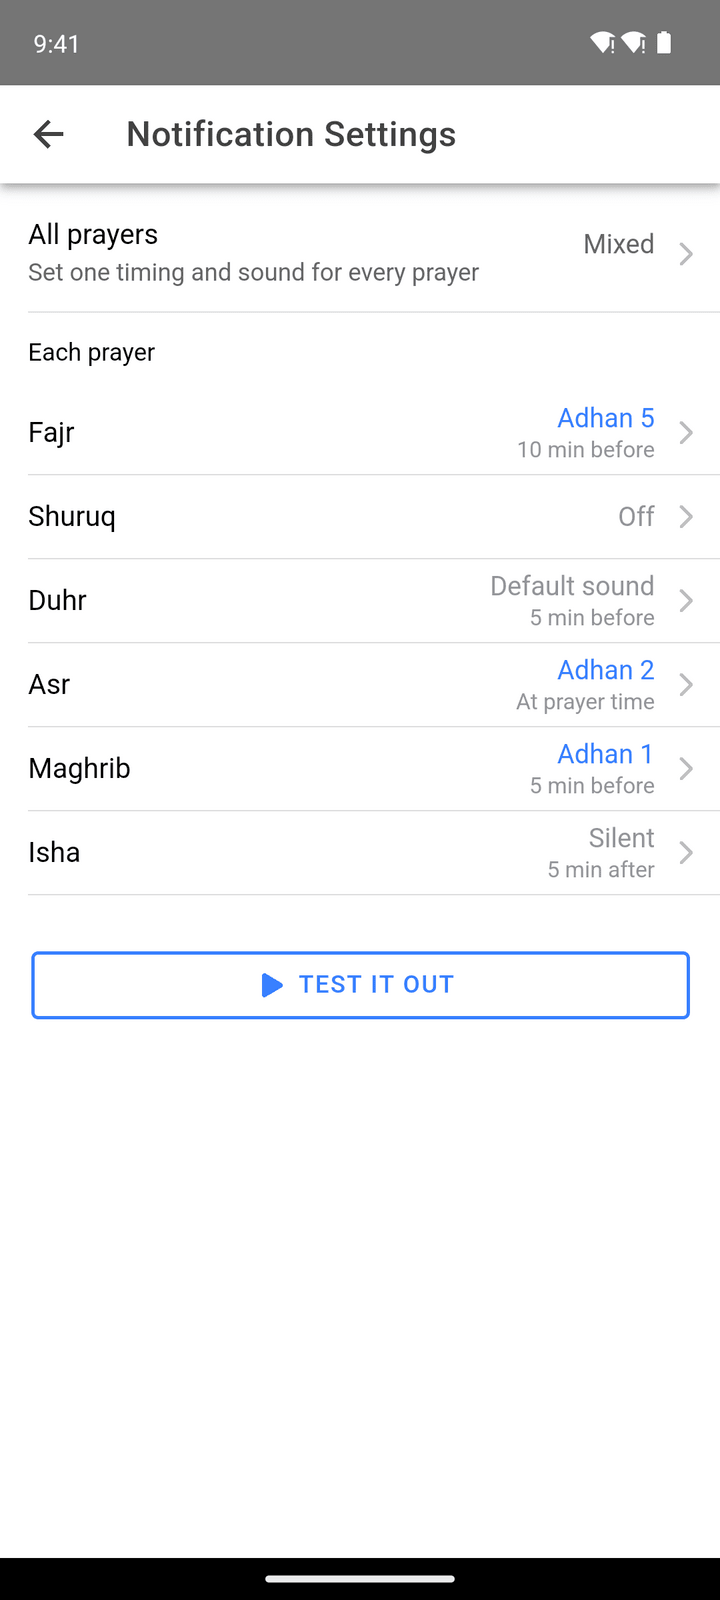 9:41
Notification Settings
All prayers
Set one timing and sound for every prayer
Mixed
Each prayer
Fajr
Adhan 5
10 min before
Shuruq
Off
Duhr
Default sound
5 min before
Asr
Adhan 2
At prayer time
Maghrib
Adhan 1
5 min before
Isha
Silent
5 min after
TEST IT OUT